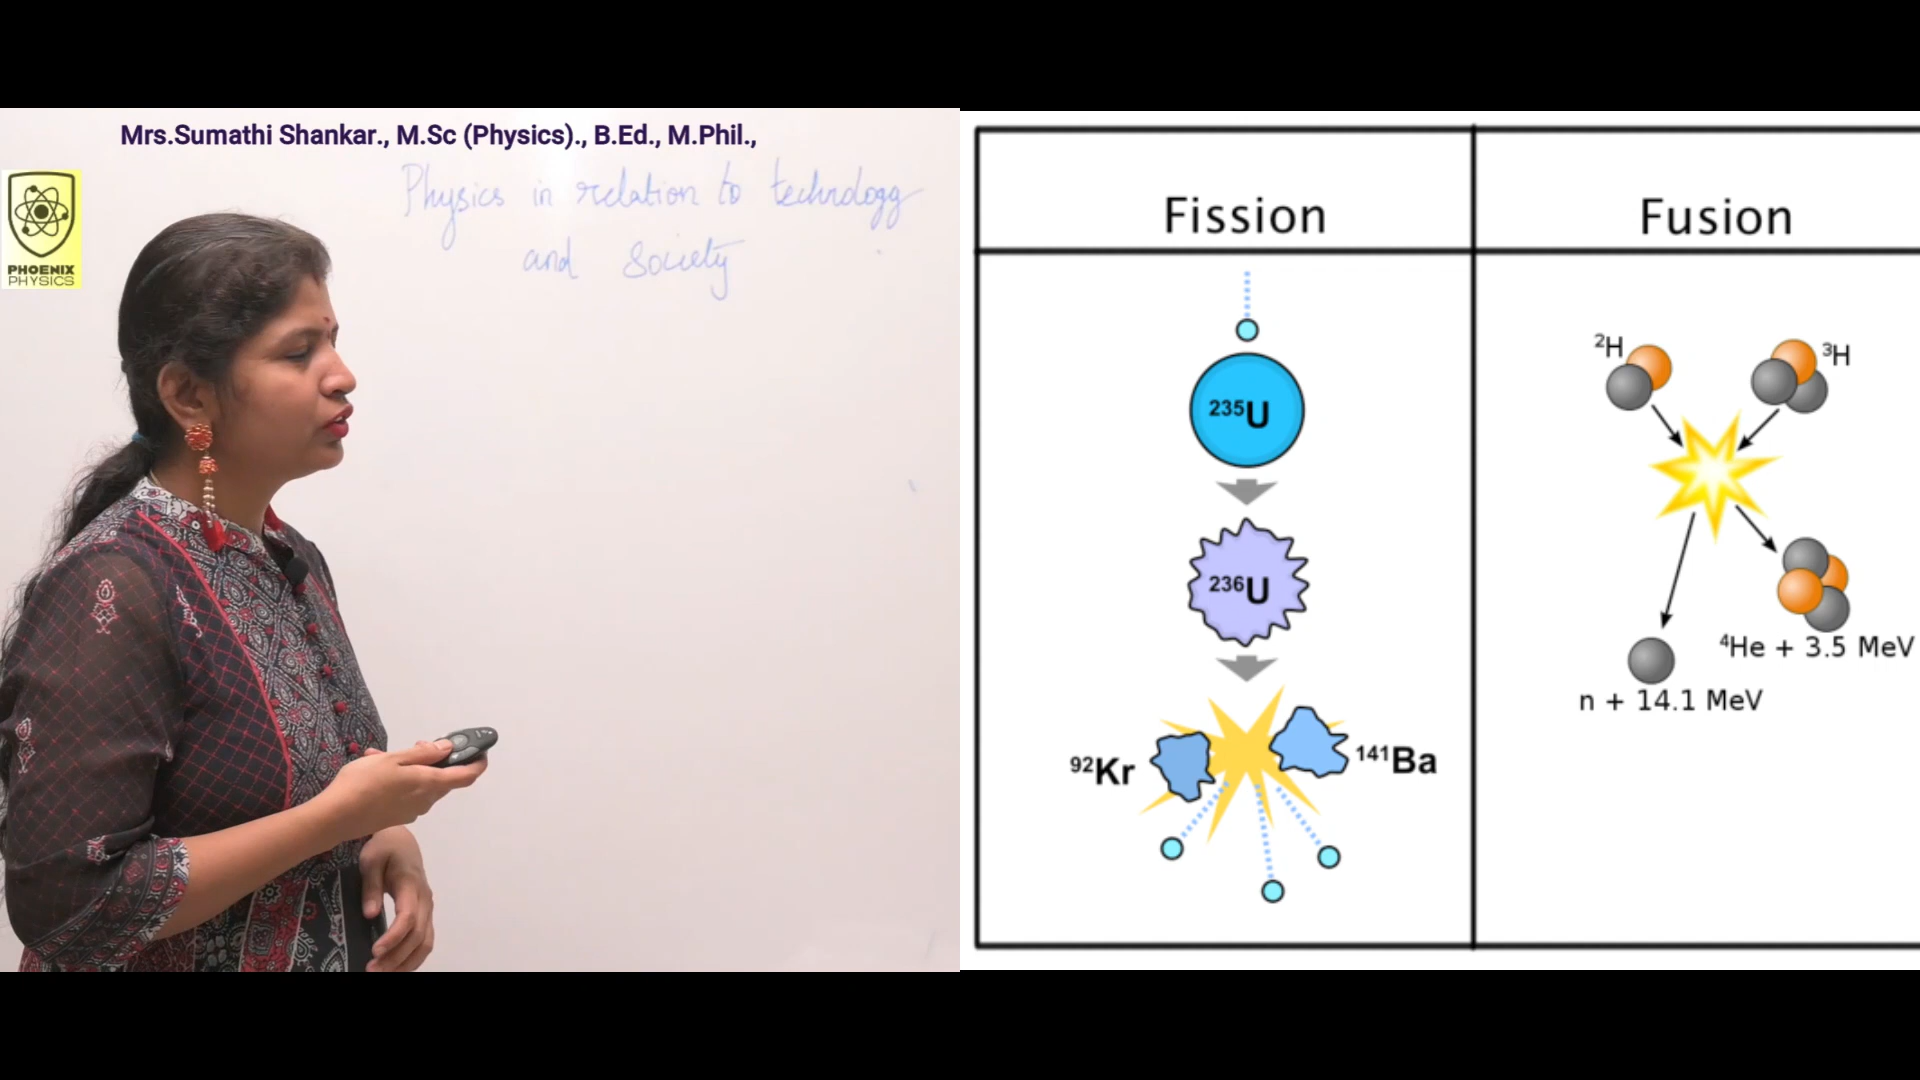 Mrs.Sumathi Shankar., M.Sc (Physics)., B.Ed., M.Phil.,
PHOENIX
PHYSICS
Physics in relation to technology
and society
Fission
Fusion
235U
236U
92Kr
141Ba
2H
3H
4He + 3.5 MeV
n + 14.1 MeV